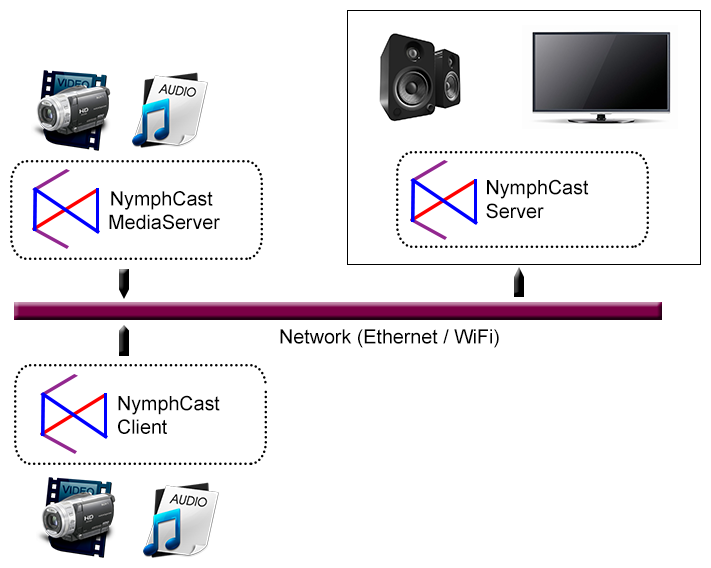 VIDEO
HD
AUDIO
NymphCast
MediaServer
NymphCast
Server
Network (Ethernet / WiFi)
NymphCast
Client
VIDEO
HD
AUDIO